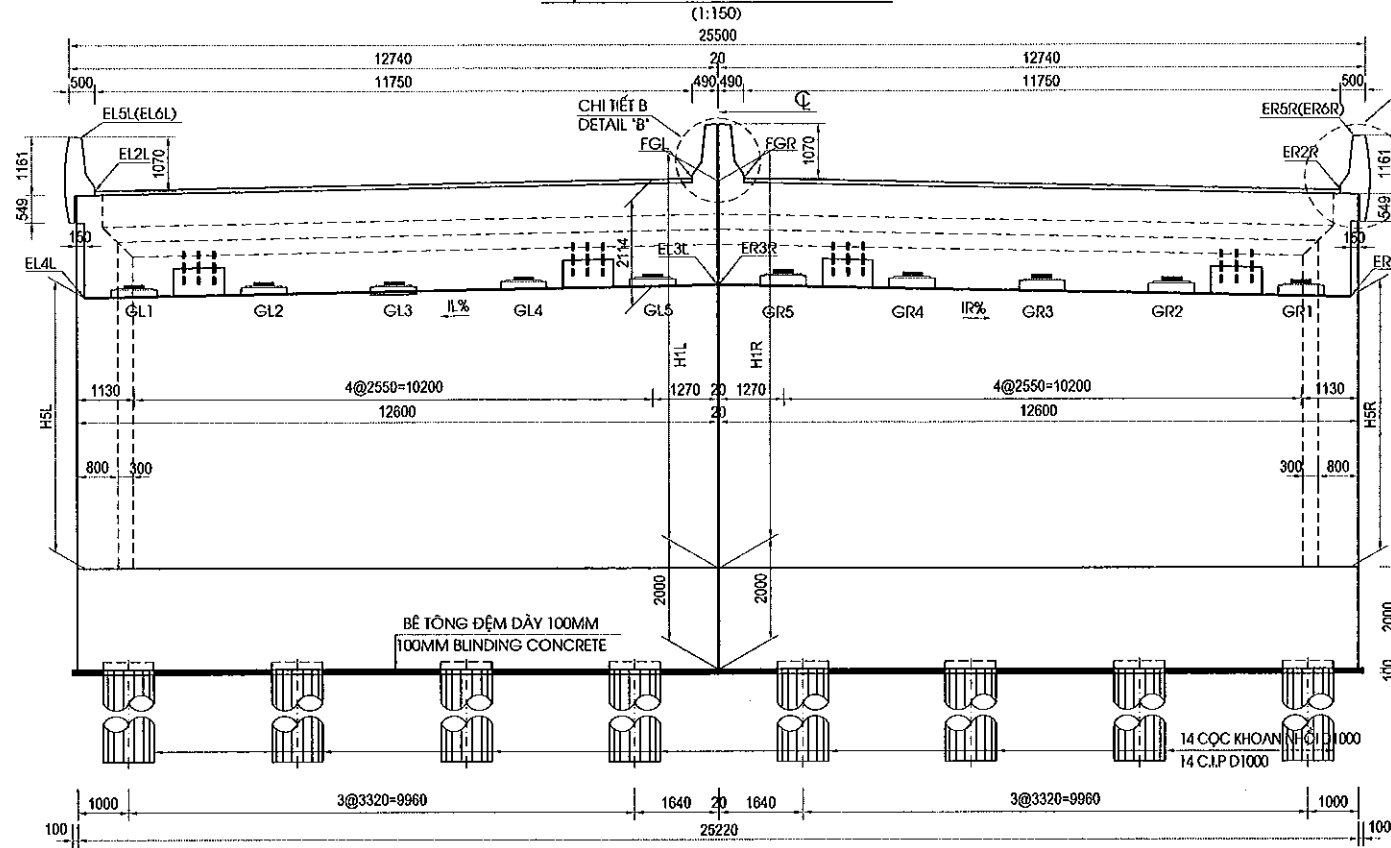 (1:150)
25500
12740 20 12740
500 11750 490 490 11750 500
CHI TIẾT B
DETAIL "B"
℄
EL5L(EL6L)
ER5R(ER6R)
FGL FGR
EL2L
ER2R
1161 1070 1070 1161
549 549
150 150
2114
EL4L EL3L ER3R ER
GL1 GL2 GL3 IL% GL4 GL5 GR5 GR4 IR% GR3 GR2 GR1
H1L H1R
1130 4@2550=10200 1270 20 1270 4@2550=10200 1130
12600 20 12600
H5L H5R
800 300 300 800
2000 2000 2000
BÊ TÔNG ĐỆM DÀY 100MM
100MM BLINDING CONCRETE
100
14 CỌC KHOAN NHỒI D1000
14 C.I.P D1000
1000 3@3320=9960 1640 20 1640 3@3320=9960 1000
100 25220 100